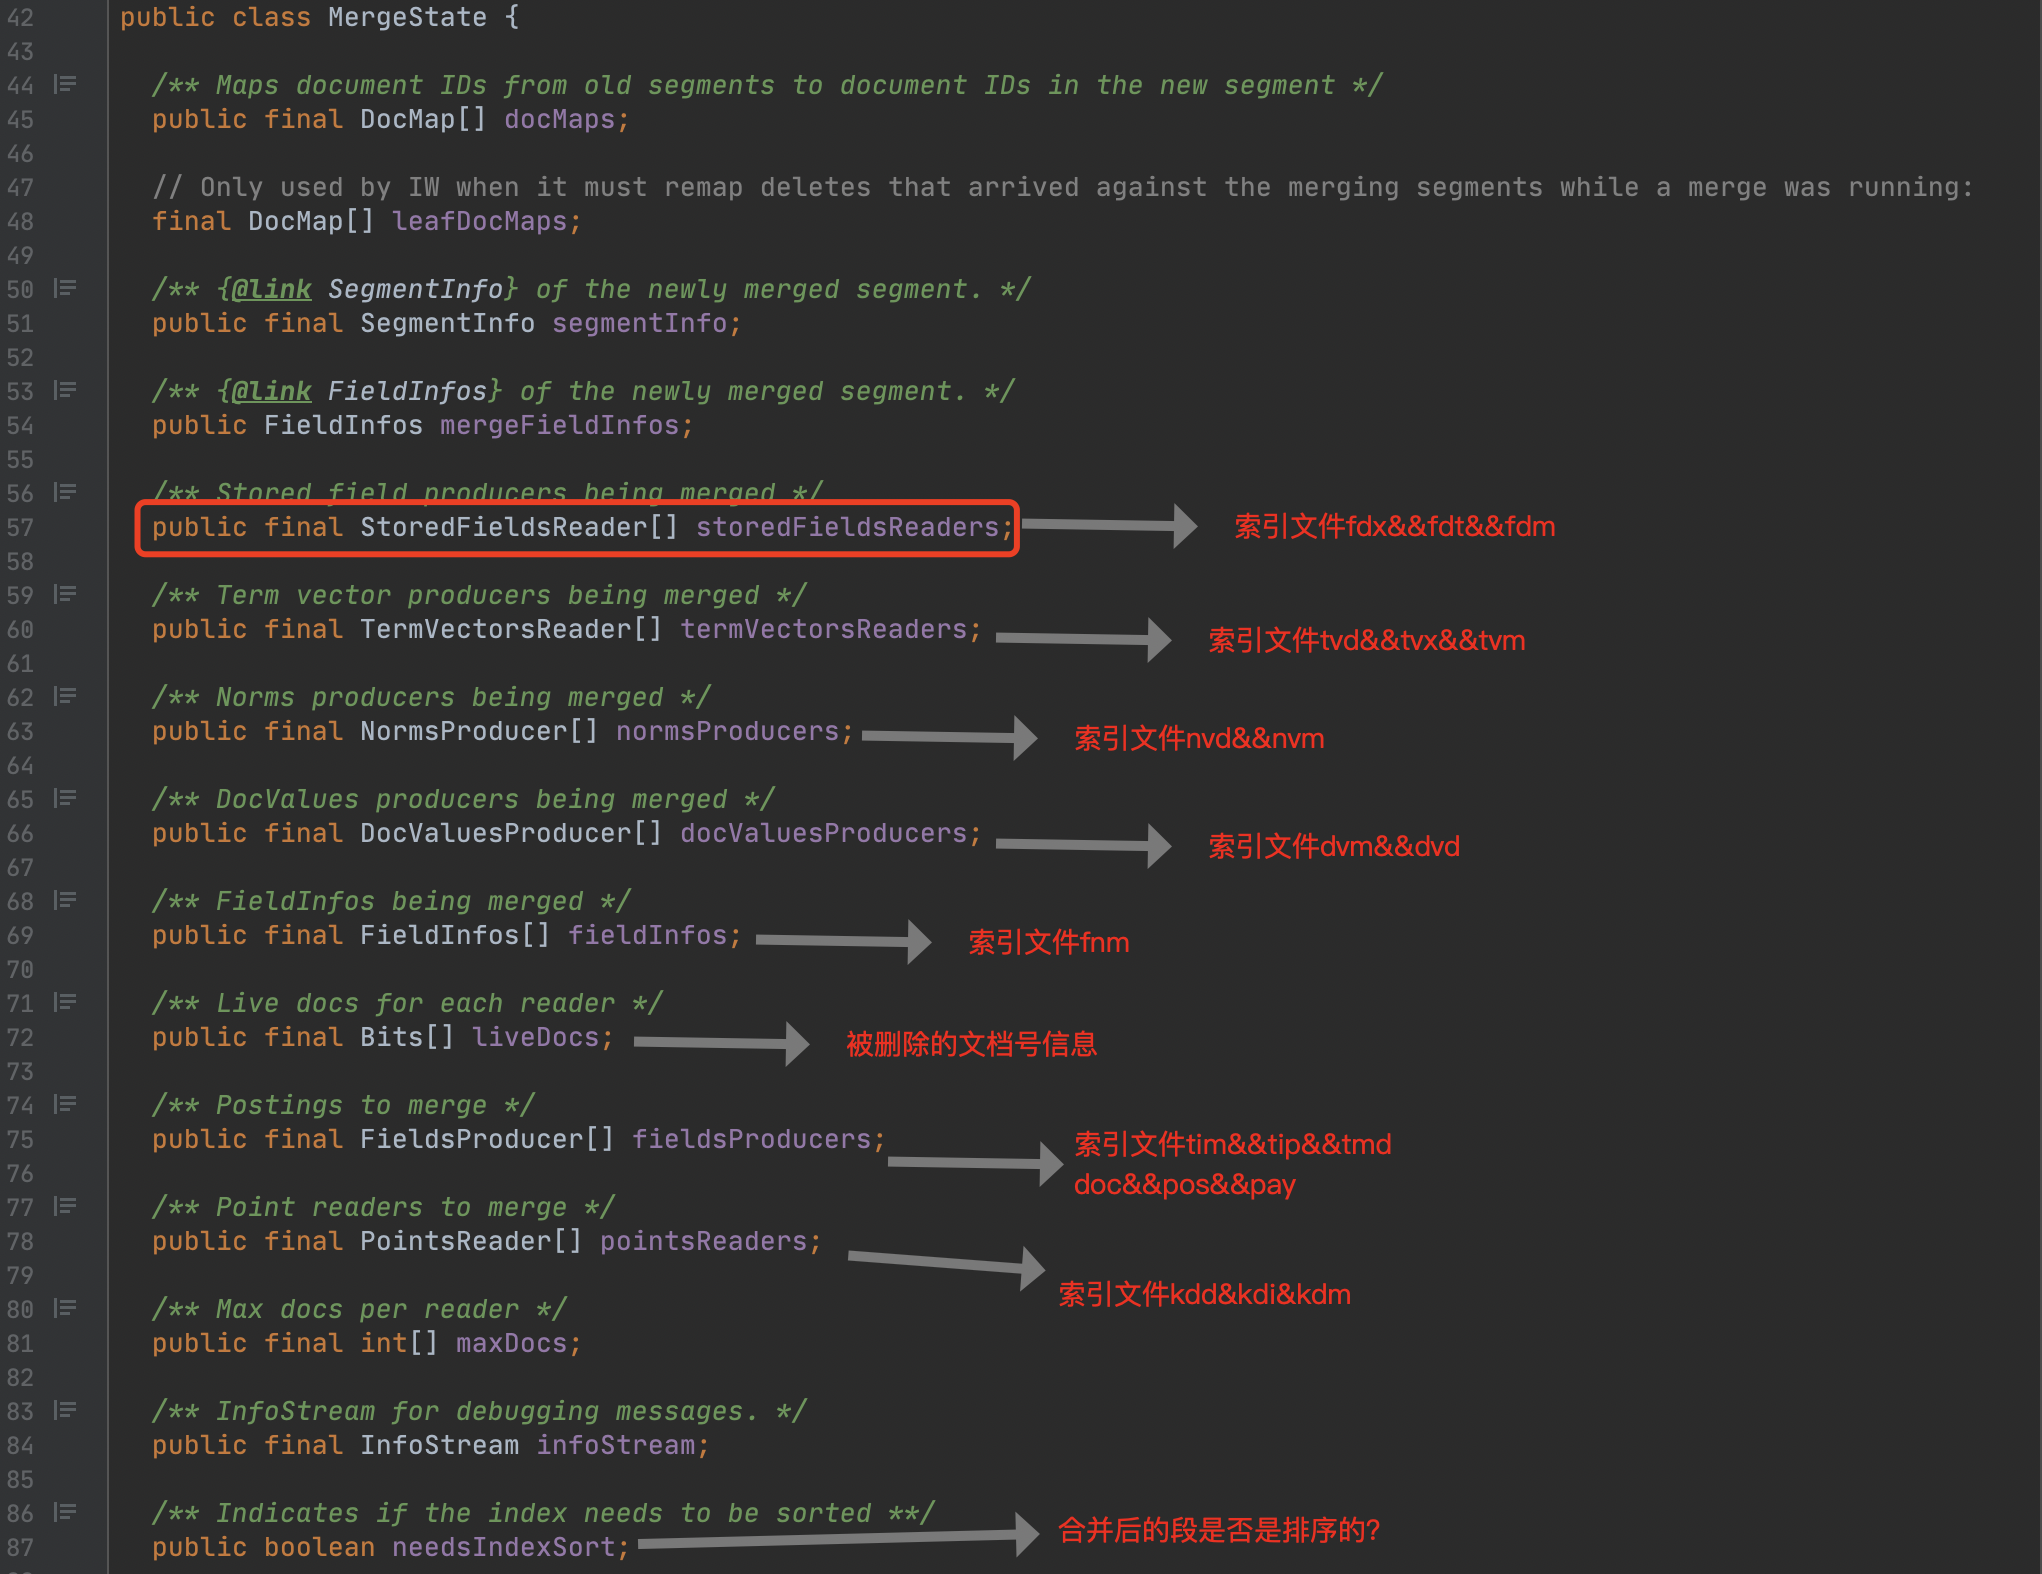 42 public class MergeState {
43
44 /** Maps document IDs from old segments to document IDs in the new segment */
45 public final DocMap[] docMaps;
46
47 // Only used by IW when it must remap deletes that arrived against the merging segments while a merge was running:
48 final DocMap[] leafDocMaps;
49
50 /** {@link SegmentInfo} of the newly merged segment. */
51 public final SegmentInfo segmentInfo;
52
53 /** {@link FieldInfos} of the newly merged segment. */
54 public FieldInfos mergeFieldInfos;
55
56 /** Stored field producers being merged */
57 public final StoredFieldsReader[] storedFieldsReaders; 索引文件fdx&&fdt&&fdm
58
59 /** Term vector producers being merged */
60 public final TermVectorsReader[] termVectorsReaders; 索引文件tvd&&tvx&&tvm
61
62 /** Norms producers being merged */
63 public final NormsProducer[] normsProducers; 索引文件nvd&&nvm
64
65 /** DocValues producers being merged */
66 public final DocValuesProducer[] docValuesProducers; 索引文件dvm&&dvd
67
68 /** FieldInfos being merged */
69 public final FieldInfos[] fieldInfos; 索引文件fnm
70
71 /** Live docs for each reader */
72 public final Bits[] liveDocs; 被删除的文档号信息
73
74 /** Postings to merge */
75 public final FieldsProducer[] fieldsProducers; 索引文件tim&&tip&&tmd
76 doc&&pos&&pay
77 /** Point readers to merge */
78 public final PointsReader[] pointsReaders;
79 索引文件kdd&kdi&kdm
80 /** Max docs per reader */
81 public final int[] maxDocs;
82
83 /** InfoStream for debugging messages. */
84 public final InfoStream infoStream;
85
86 /** Indicates if the index needs to be sorted **/
87 public boolean needsIndexSort; 合并后的段是否是排序的?